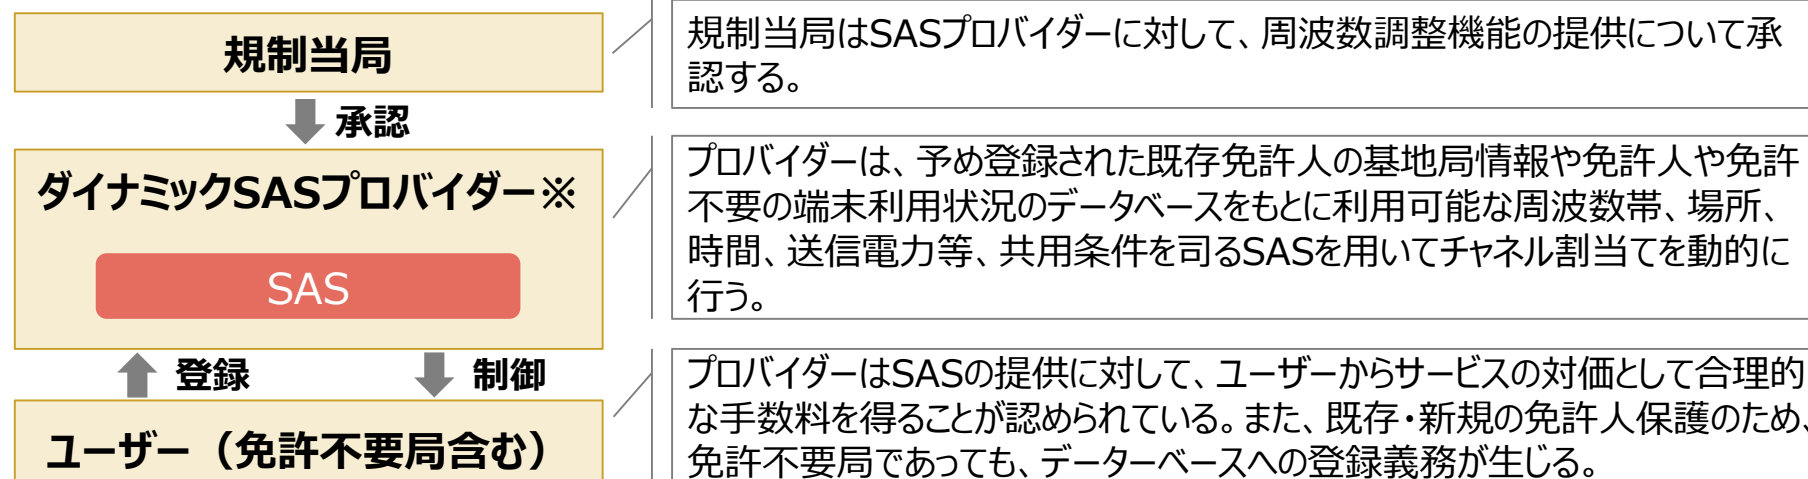 規制当局
規制当局はSASプロバイダーに対して、周波数調整機能の提供について承
認する。
承認
ダイナミックSASプロバイダー※
SAS
プロバイダーは、予め登録された既存免許人の基地局情報や免許人や免許
不要の端末利用状況のデータベースをもとに利用可能な周波数帯、場所、
時間、送信電力等、共用条件を司るSASを用いてチャネル割当てを動的に
行う。
登録
制御
ユーザー（免許不要局含む）
プロバイダーはSASの提供に対して、ユーザーからサービスの対価として合理的
な手数料を得ることが認められている。また、既存・新規の免許人保護のため、
免許不要局であっても、データーベースへの登録義務が生じる。